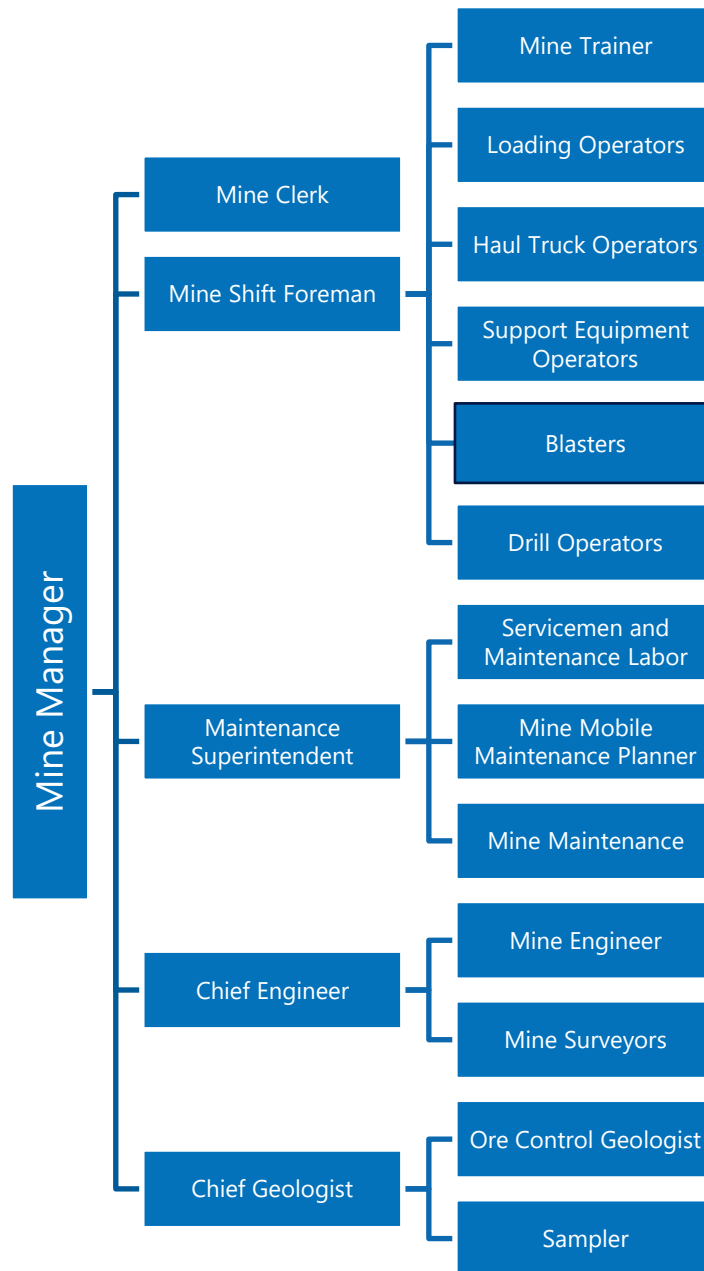 Mine Manager
Mine Clerk
Mine Shift Foreman
Mine Trainer
Loading Operators
Haul Truck Operators
Support Equipment
Operators
Blasters
Drill Operators
Maintenance
Superintendent
Servicemen and
Maintenance Labor
Mine Mobile
Maintenance Planner
Mine Maintenance
Chief Engineer
Mine Engineer
Mine Surveyors
Chief Geologist
Ore Control Geologist
Sampler